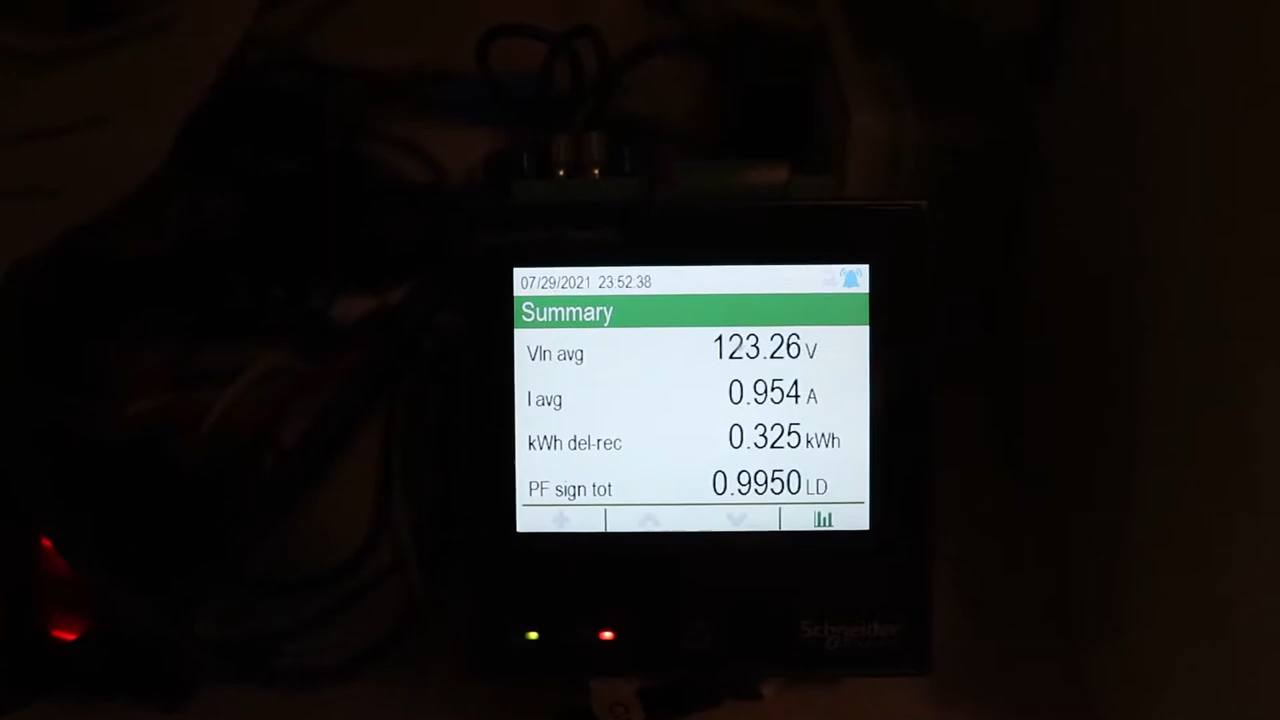 07/29/2021 23:52:38
Summary
Vln avg 123.26 V
I avg 0.954 A
kWh del-rec 0.325 kWh
PF sign tot 0.9950 LD
Schneider